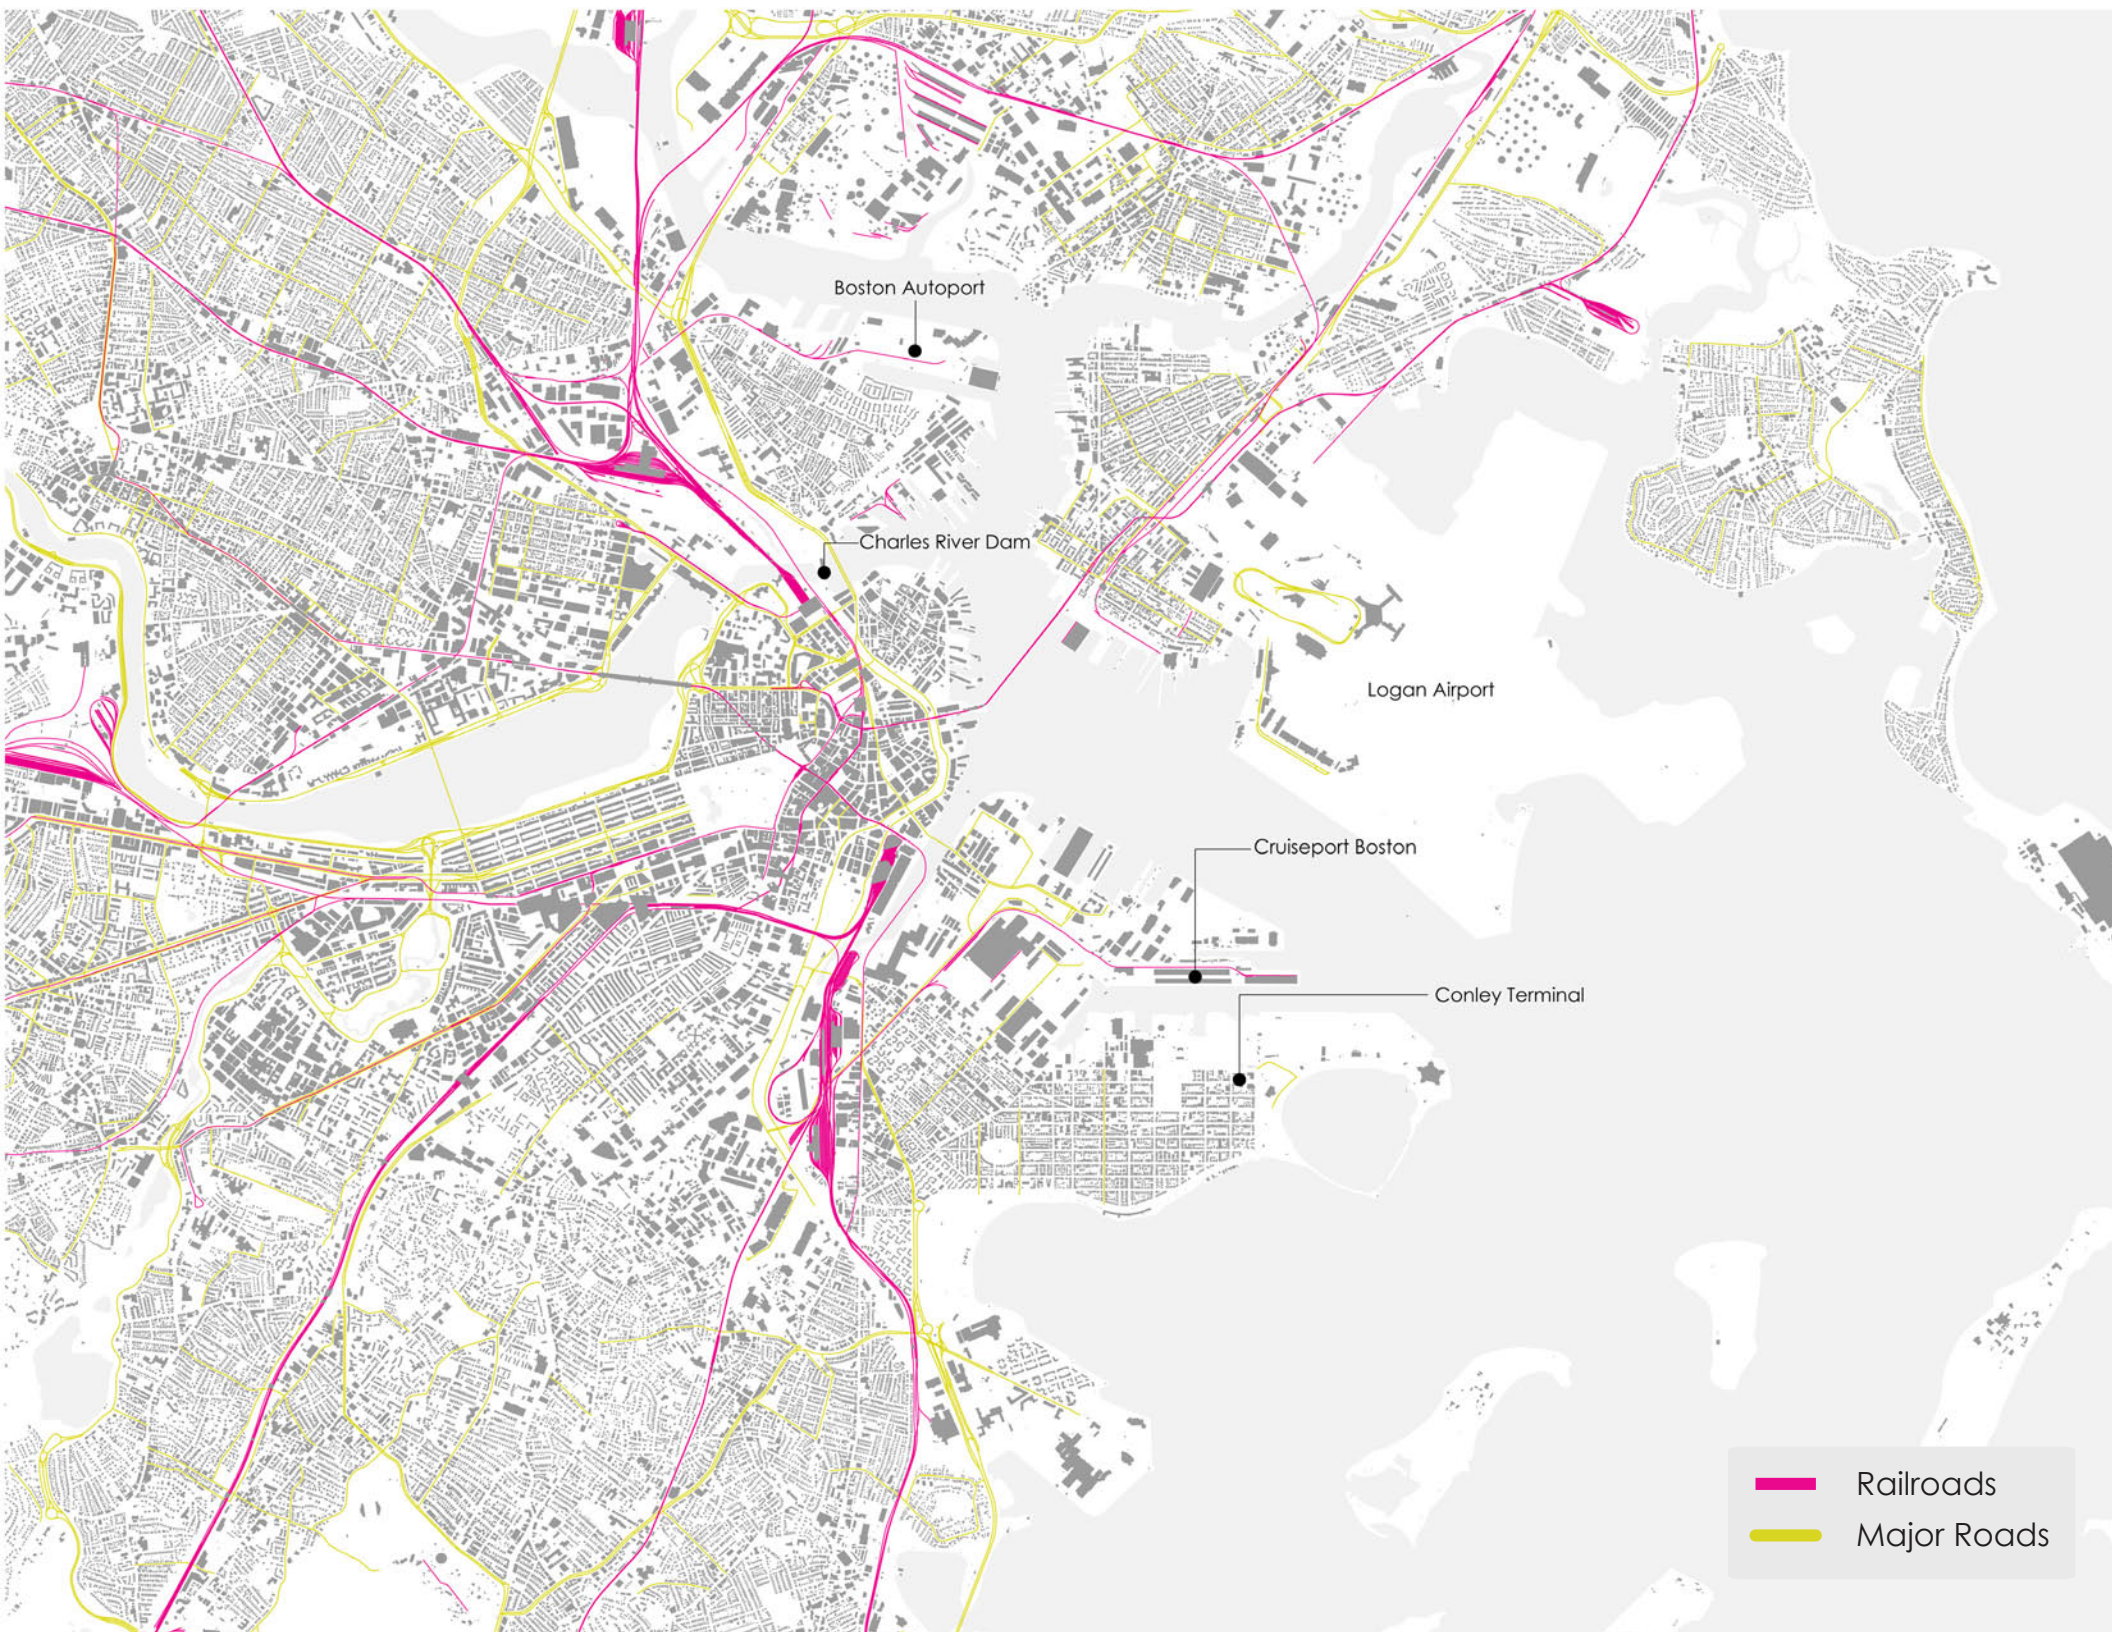 Boston Autoport
Charles River Dam
Logan Airport
Cruiseport Boston
Conley Terminal
Railroads
Major Roads